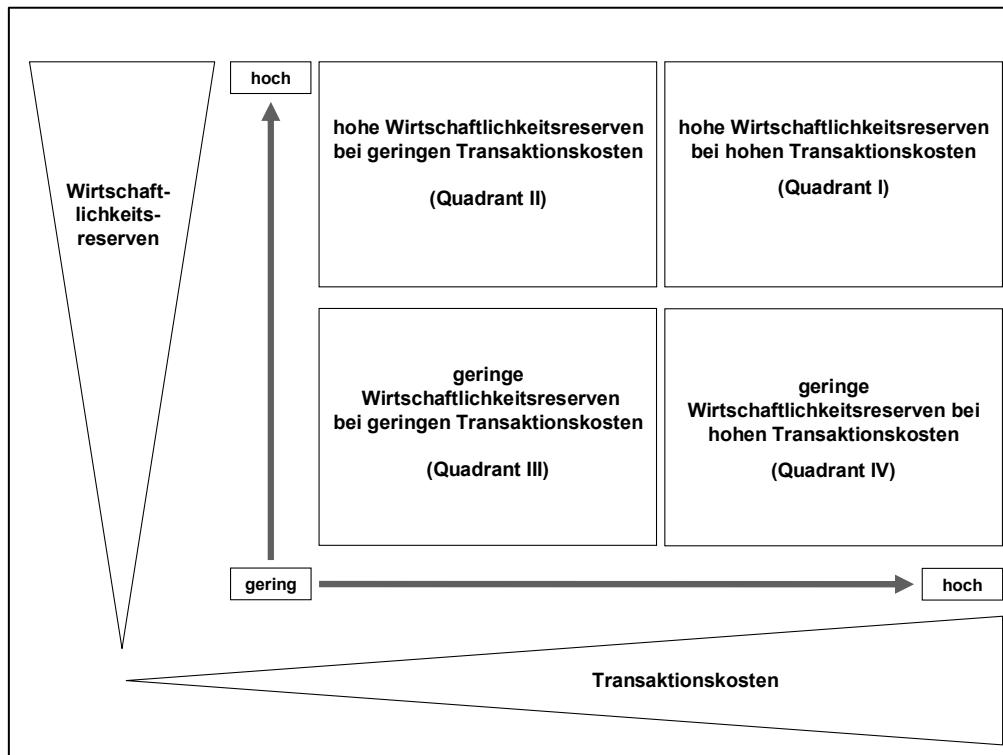 Wirtschaft-
lichkeits-
reserven
hoch
hohe Wirtschaftlichkeitsreserven
bei geringen Transaktionskosten
(Quadrant II)
hohe Wirtschaftlichkeitsreserven
bei hohen Transaktionskosten
(Quadrant I)
geringe
Wirtschaftlichkeitsreserven
bei geringen Transaktionskosten
(Quadrant III)
geringe
Wirtschaftlichkeitsreserven bei
hohen Transaktionskosten
(Quadrant IV)
gering
hoch
Transaktionskosten